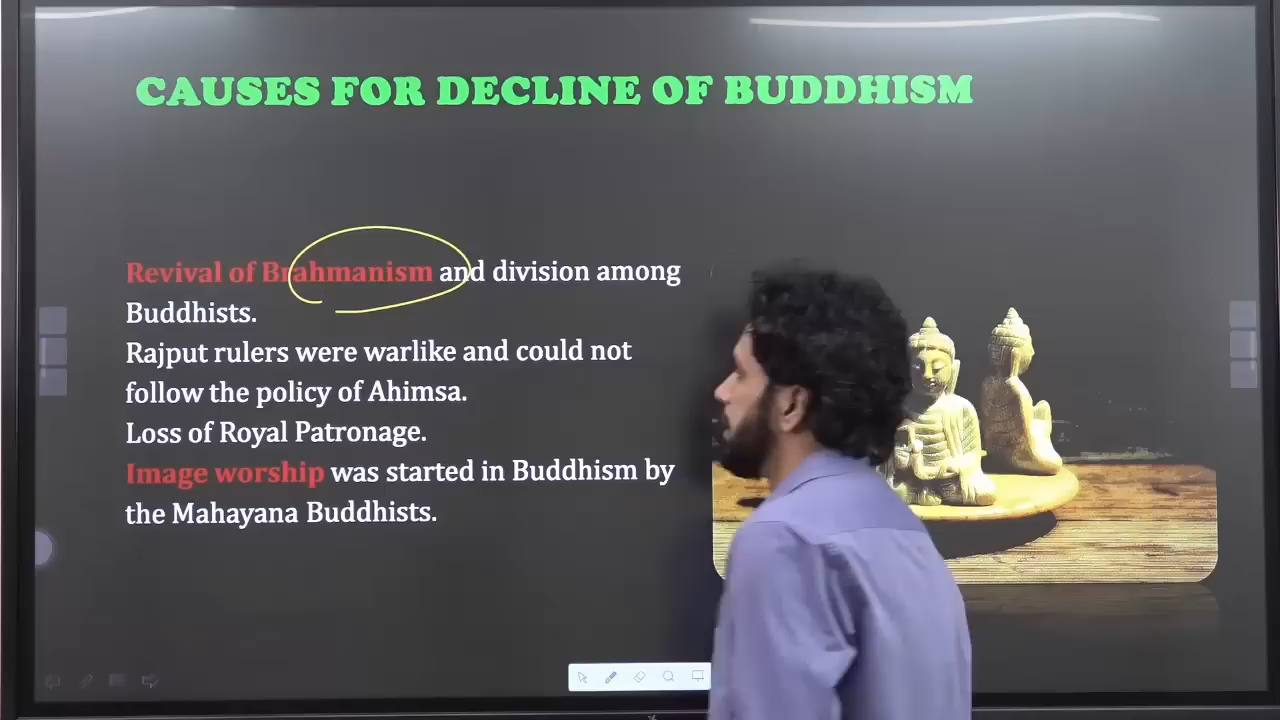 CAUSES FOR DECLINE OF BUDDHISM
Revival of Brahmanism and division among
Buddhists.
Rajput rulers were warlike and could not
follow the policy of Ahimsa.
Loss of Royal Patronage.
Image worship was started in Buddhism by
the Mahayana Buddhists.